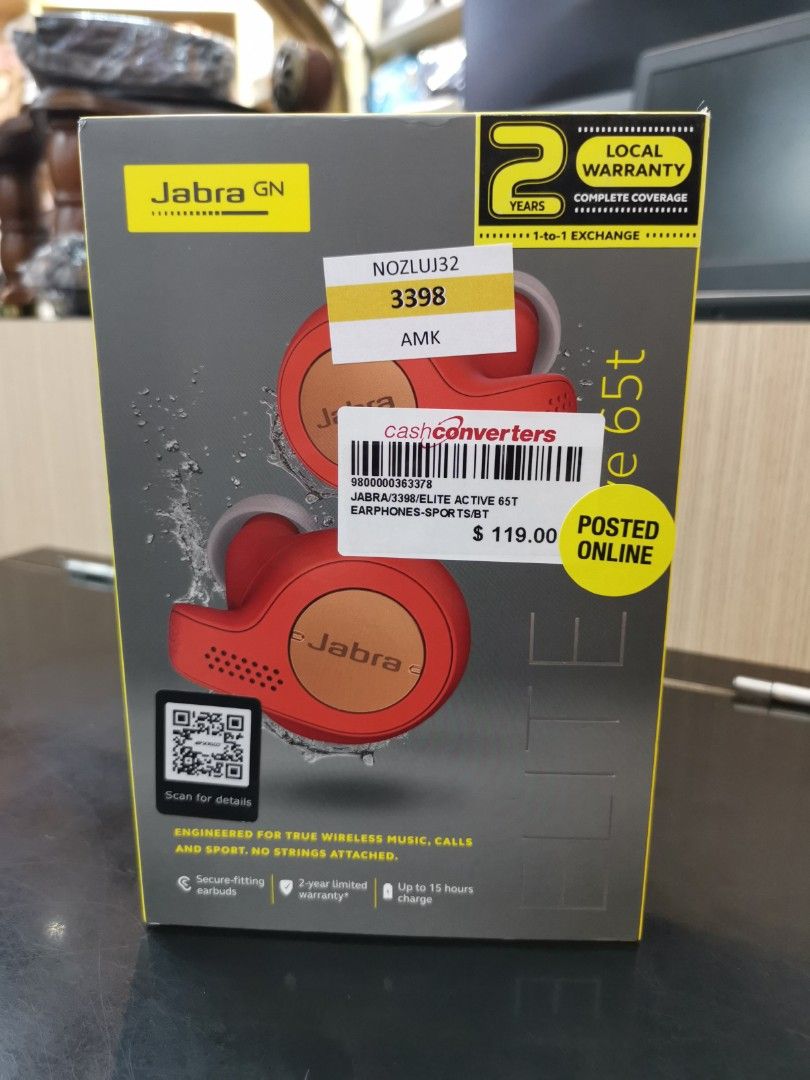 Jabra GN
2
YEARS
LOCAL
WARRANTY
COMPLETE COVERAGE
1-to-1 EXCHANGE
NOZLUJ32
3398
AMK
Jabra
cashconverters
9800000363378
JABRA/3398/ELITE ACTIVE 65T
EARPHONES-SPORTS/BT
$ 119.00
POSTED
ONLINE
65t
ELITE
Jabra
Scan for details
ENGINEERED FOR TRUE WIRELESS MUSIC, CALLS
AND SPORT. NO STRINGS ATTACHED.
Secure-fitting
earbuds
2-year limited
warranty*
Up to 15 hours
charge